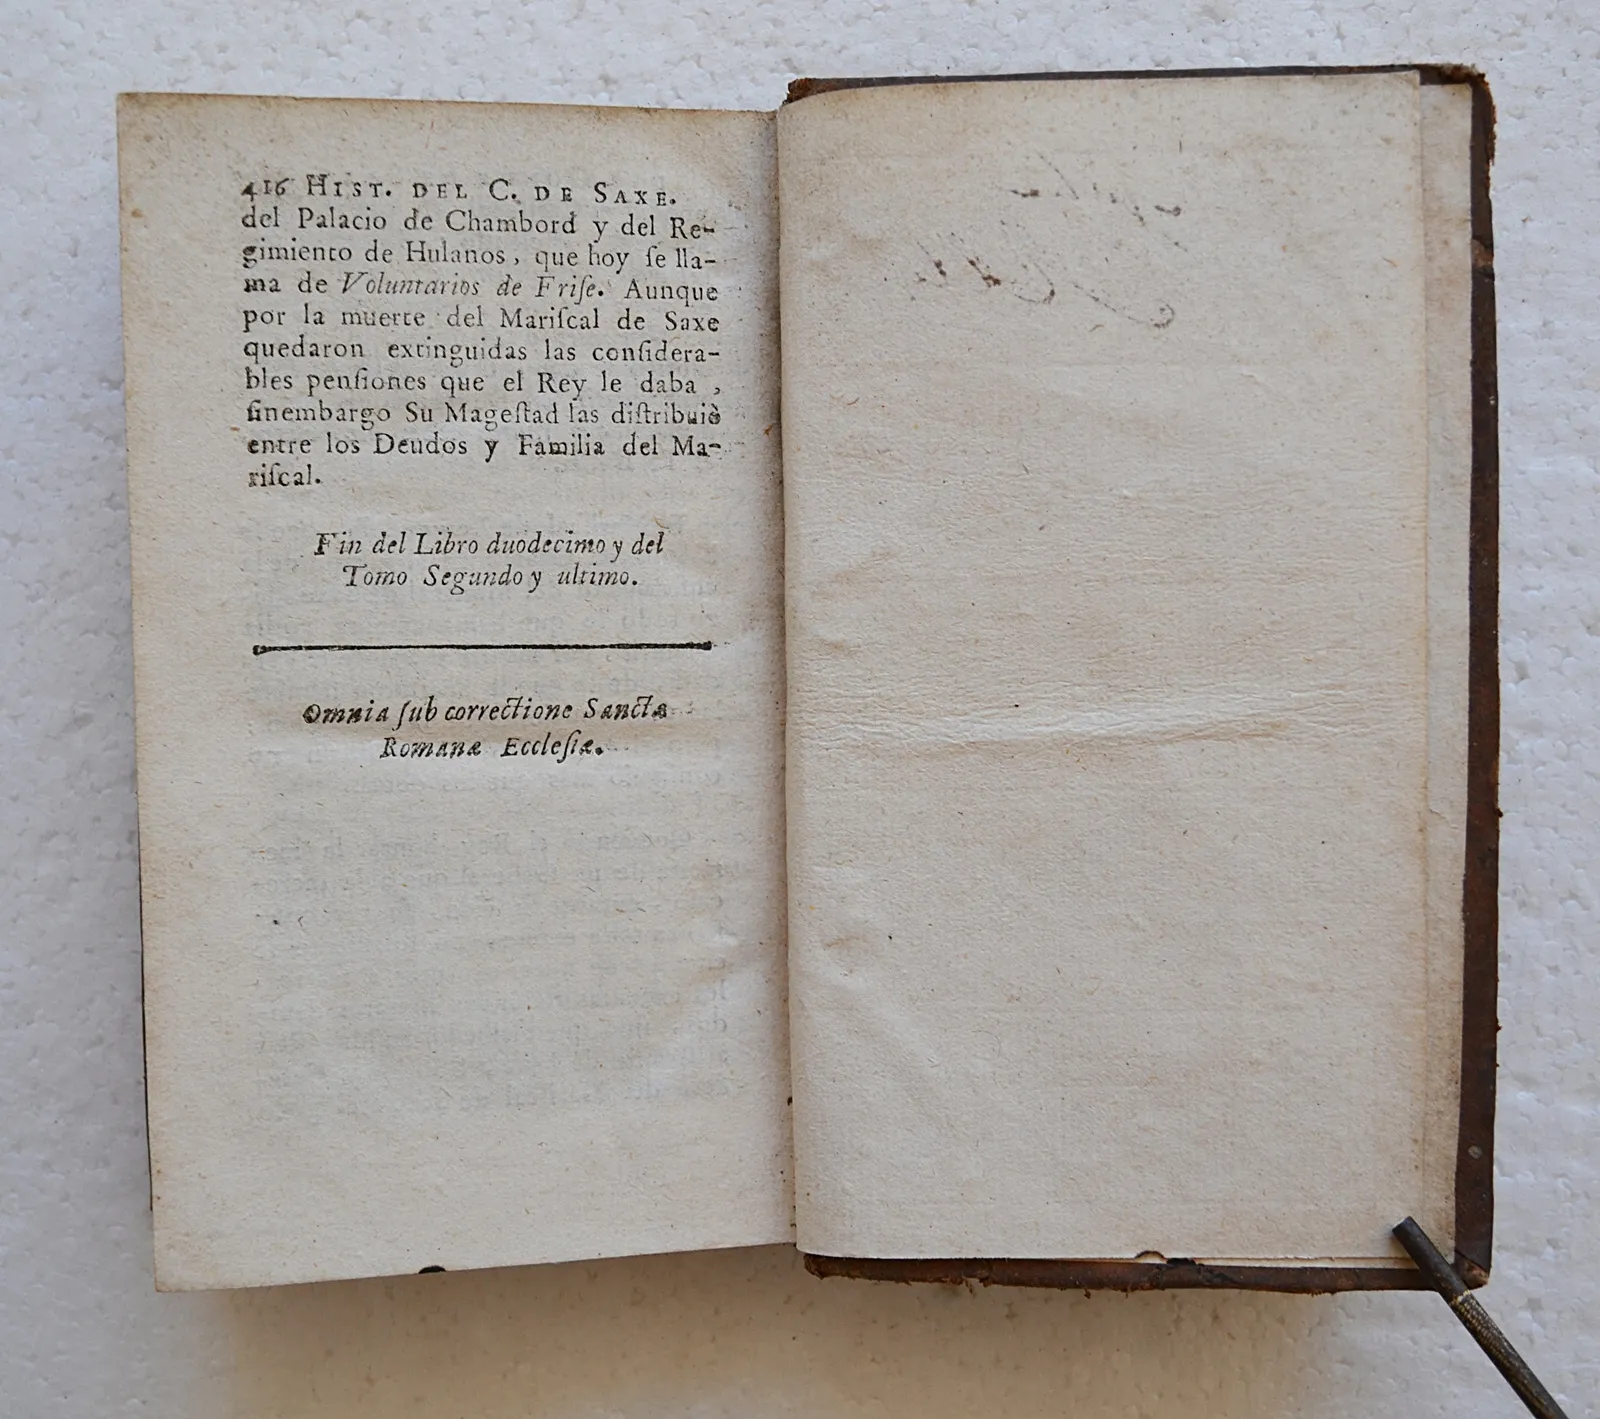 416 HIST. DEL C. DE SAXE.
del Palacio de Chambord y del Re-
gimiento de Hulanos, que hoy ſe lla-
ma de Voluntarios de Friſe. Aunque
por la muerte del Mariſcal de Saxe
quedaron extinguidas las conſidera-
bles penſiones que el Rey le daba,
ſinembargo Su Mageſtad las diſtribuiò
entre los Deudos y Familia del Ma-
riſcal.
Fin del Libro duodecimo y del
Tomo Segundo y ultimo.
Omnia ſub correctione Sanctæ
Romanæ Eccleſiæ.